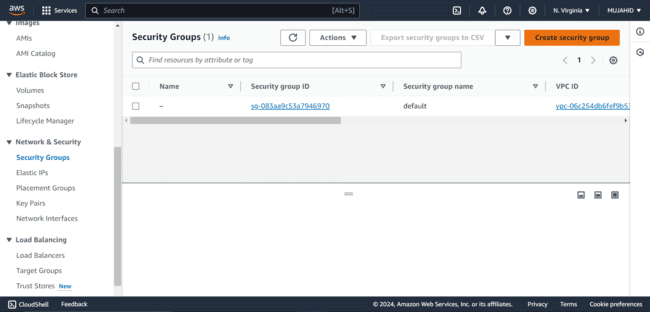 aws Services Search [Alt+S] N. Virginia MUJAHID
Images
AMIs
AMI Catalog
Elastic Block Store
Volumes
Snapshots
Lifecycle Manager
Network & Security
Security Groups
Elastic IPs
Placement Groups
Key Pairs
Network Interfaces
Load Balancing
Load Balancers
Target Groups
Trust Stores New
Security Groups (1) Info
Actions Export security groups to CSV Create security group
Find resources by attribute or tag
1
Name Security group ID Security group name VPC ID
– sg-083aa9c53a7946970 default vpc-06c254db6fef9b53
CloudShell Feedback © 2024, Amazon Web Services, Inc. or its affiliates. Privacy Terms Cookie preferences